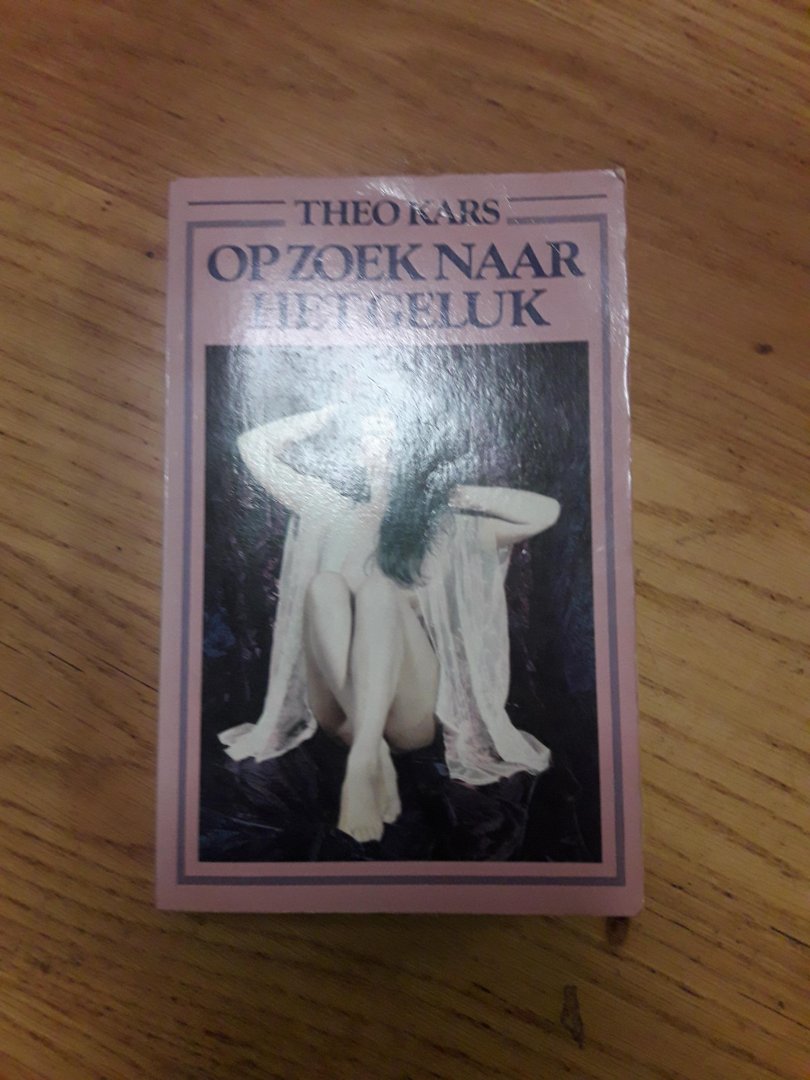 THEO KARS
OP ZOEK NAAR
HET GELUK